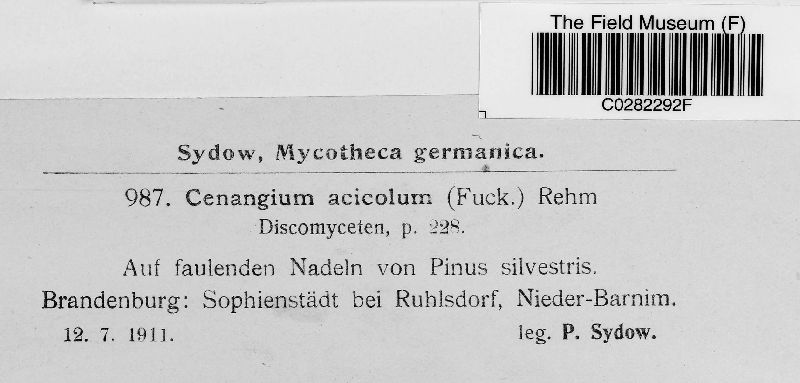 The Field Museum (F)
C0282292F
Sydow, Mycotheca germanica.
987. Cenangium acicolum (Fuck.) Rehm
Discomyceten, p. 228.
Auf faulenden Nadeln von Pinus silvestris.
Brandenburg: Sophienstädt bei Ruhlsdorf, Nieder-Barnim.
12. 7. 1911. leg. P. Sydow.